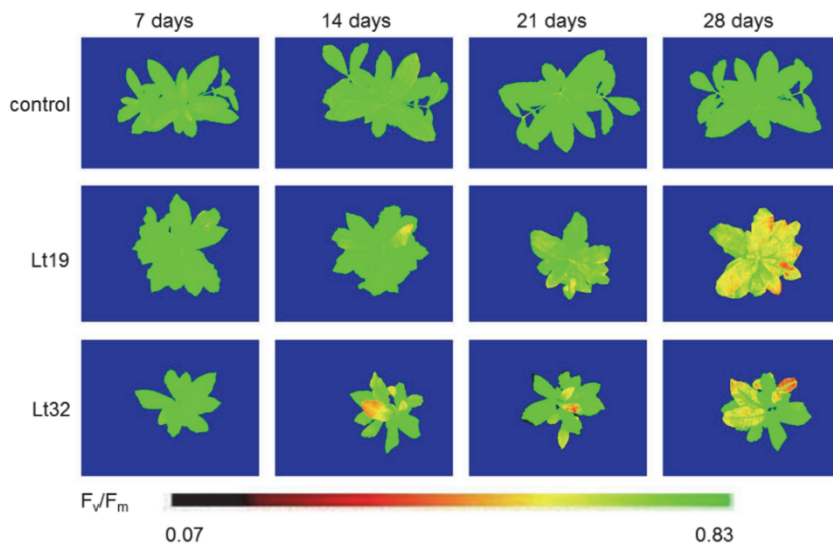 7 days 14 days 21 days 28 days
control
Lt19
Lt32
Fv/Fm
0.07 0.83